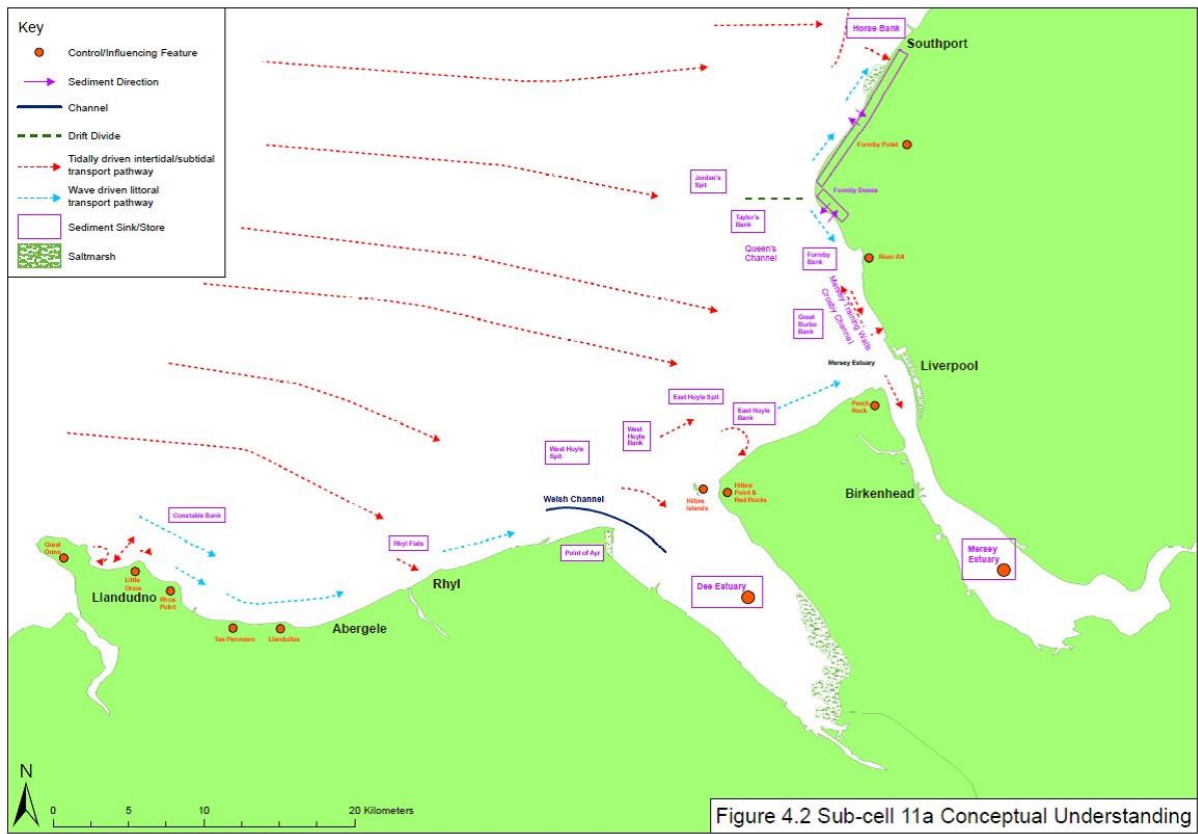 Key
Control/Influencing Feature
Sediment Direction
Channel
Drift Divide
Tidally driven intertidal/subtidal
transport pathway
Wave driven littoral
transport pathway
Sediment Sink/Store
Saltmarsh
Horse Bank
Southport
Formby Point
Jordan's
Spit
Formby Dunes
Taylor's
Bank
Queen's
Channel
Formby
Bank
River Alt
Mersey Training Walls
Crosby Channel
Great
Burbo
Bank
Mersey Estuary
Liverpool
East Hoyle Spit
East Hoyle
Bank
Perch
Rock
West
Hoyle
Bank
West Hoyle
Spit
Hilbre
Islands
Hilbre
Point &
Red Rocks
Birkenhead
Welsh Channel
Constable Bank
Rhyl Flats
Point of Ayr
Mersey
Estuary
Great
Orme
Little
Orme
Rhos
Point
Llandudno
Rhyl
Dee Estuary
Tan Penmaen
Llanddulas
Abergele
N
0 5 10 20 Kilometers
Figure 4.2 Sub-cell 11a Conceptual Understanding